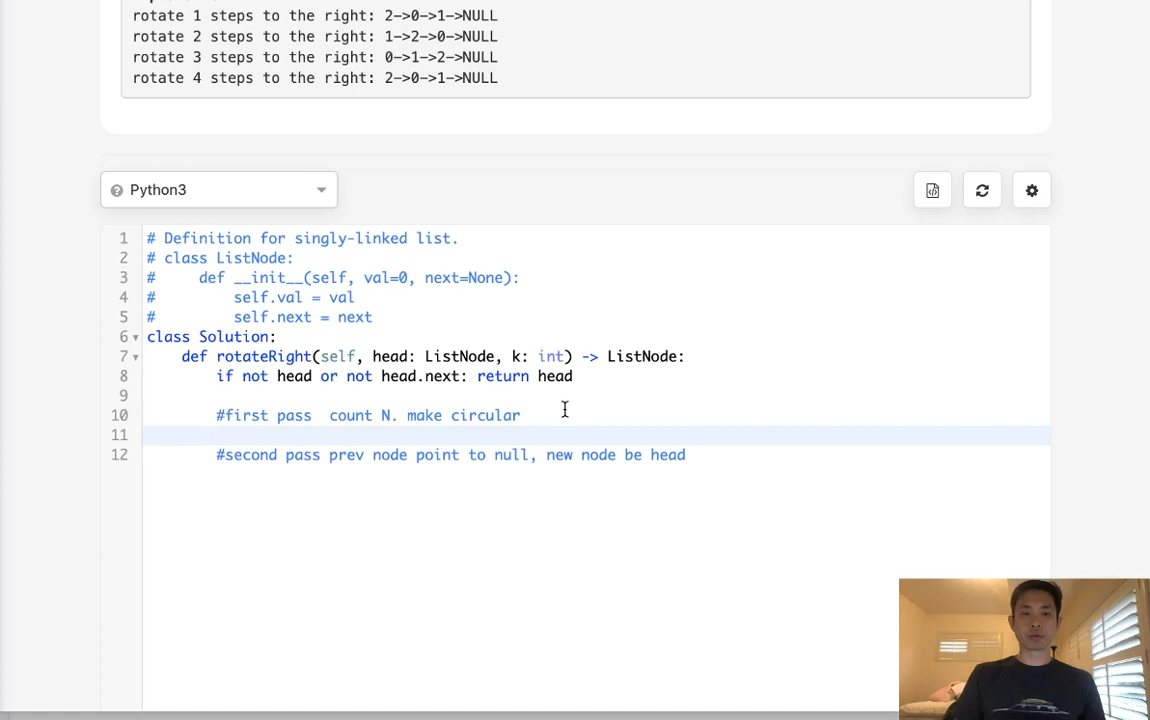 rotate 1 steps to the right: 2->0->1->NULL
rotate 2 steps to the right: 1->2->0->NULL
rotate 3 steps to the right: 0->1->2->NULL
rotate 4 steps to the right: 2->0->1->NULL
Python3
1 # Definition for singly-linked list.
2 # class ListNode:
3 #     def __init__(self, val=0, next=None):
4 #         self.val = val
5 #         self.next = next
6 class Solution:
7     def rotateRight(self, head: ListNode, k: int) -> ListNode:
8         if not head or not head.next: return head
9
10         #first pass  count N. make circular
11
12         #second pass prev node point to null, new node be head